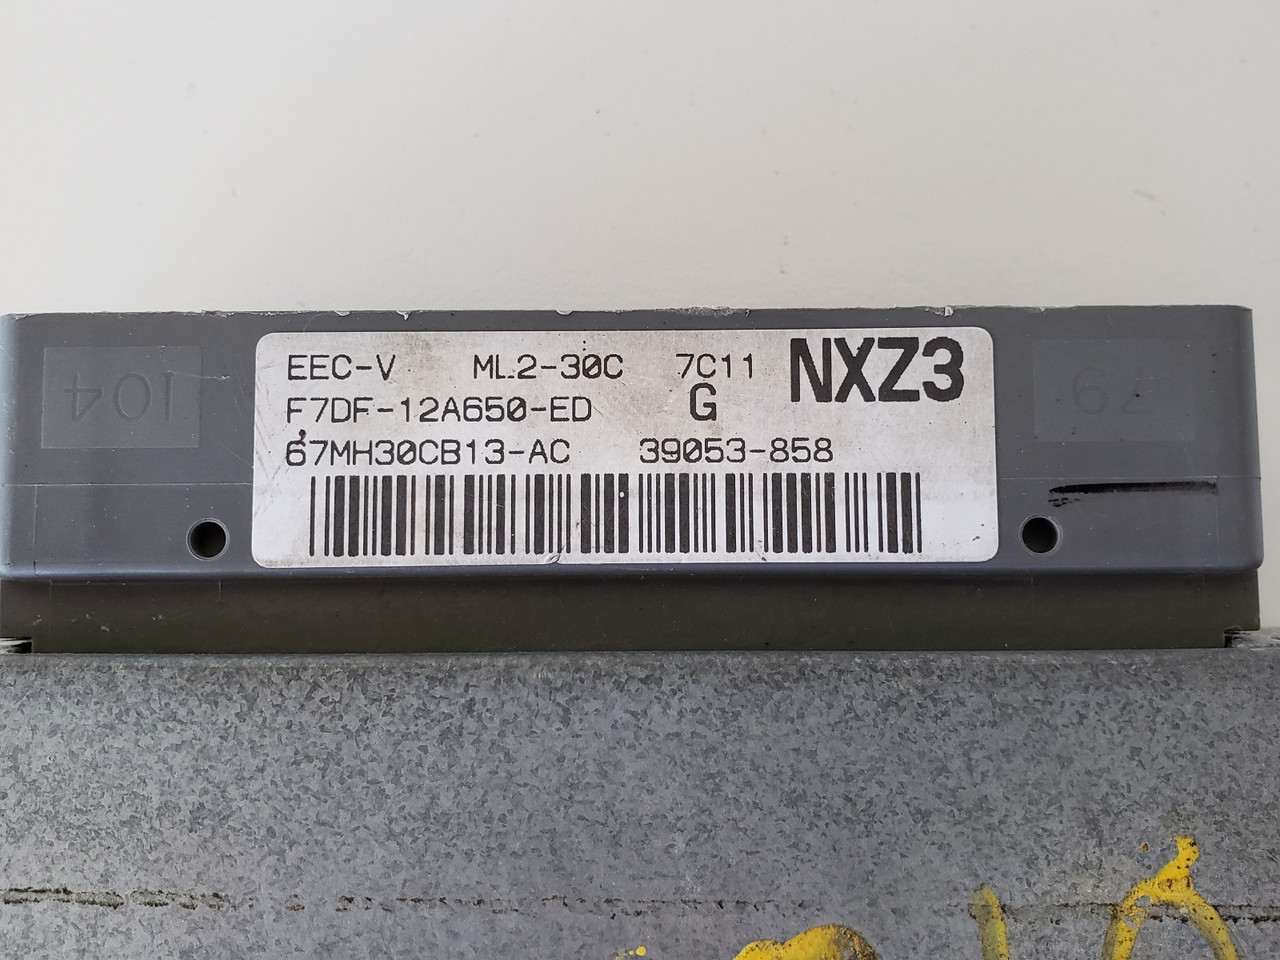 EEC-V ML2-30C 7C11 NXZ3
F7DF-12A650-ED G
67MH30CB13-AC 39053-858
104
79